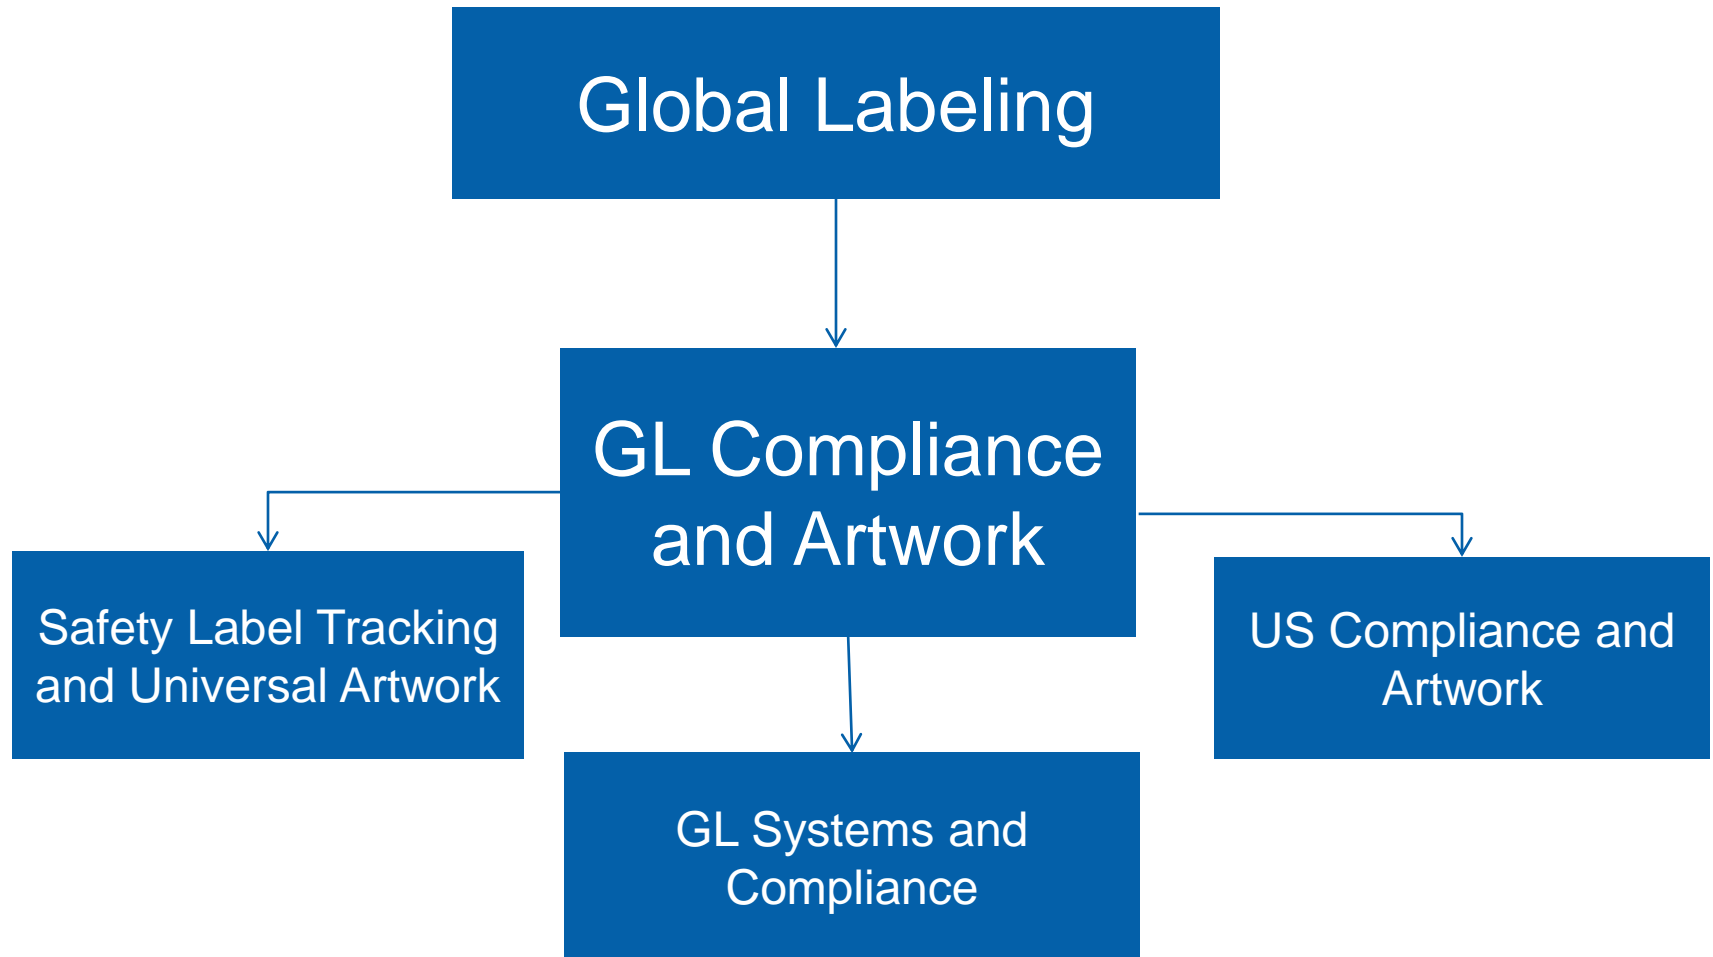 Global Labeling
GL Compliance
and Artwork
Safety Label Tracking
and Universal Artwork
US Compliance and
Artwork
GL Systems and
Compliance